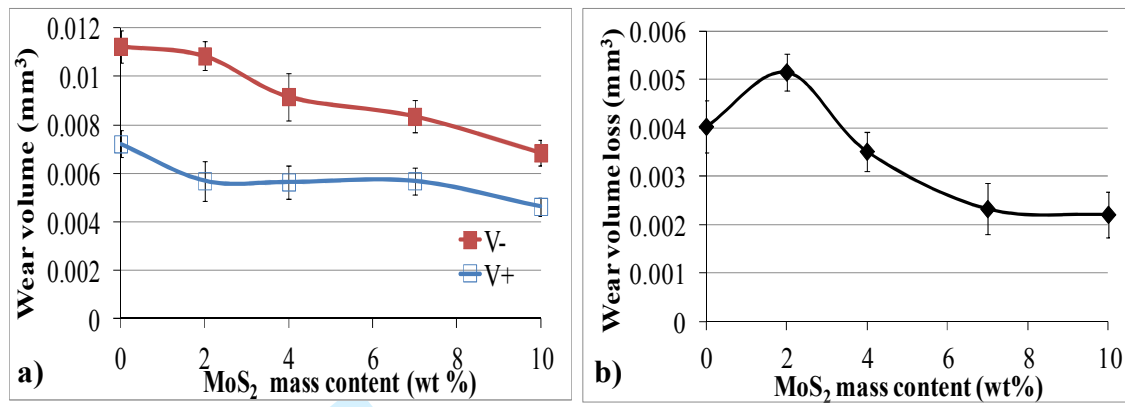 Wear volume (mm³)
0.012
0.01
0.008
0.006
0.004
0.002
0
V-
V+
0 2 4 6 8 10
MoS₂ mass content (wt %)
a)
Wear volume loss (mm³)
0.006
0.005
0.004
0.003
0.002
0.001
0.000
0 2 4 6 8 10
MoS₂ mass content (wt%)
b)